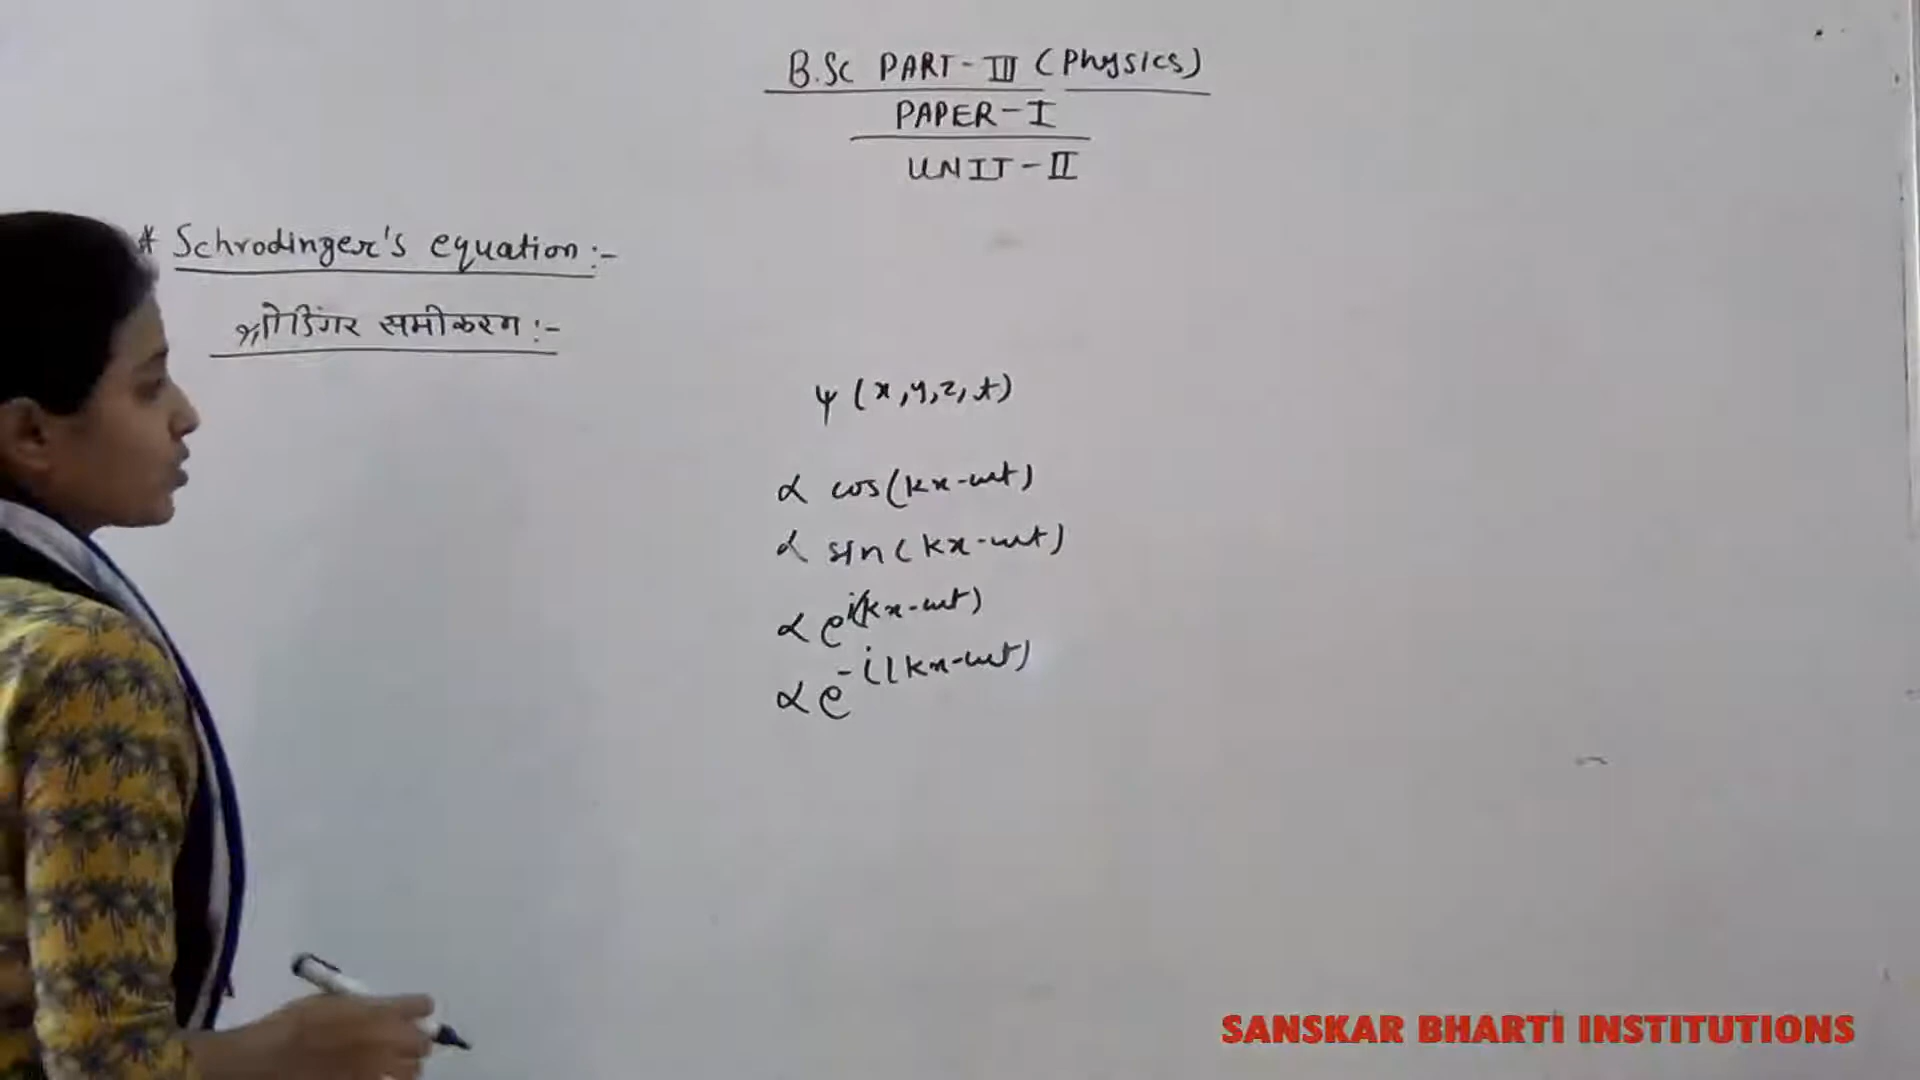 B.Sc PART-III (Physics)
PAPER-I
UNIT-II
* Schrodinger's equation:-
श्रोडिंगर समीकरण :-
ψ (x,y,z,t)
∝ cos(kx-ωt)
∝ sin(kx-ωt)
∝ e^i(kx-ωt)
∝ e^-i(kx-ωt)
SANSKAR BHARTI INSTITUTIONS